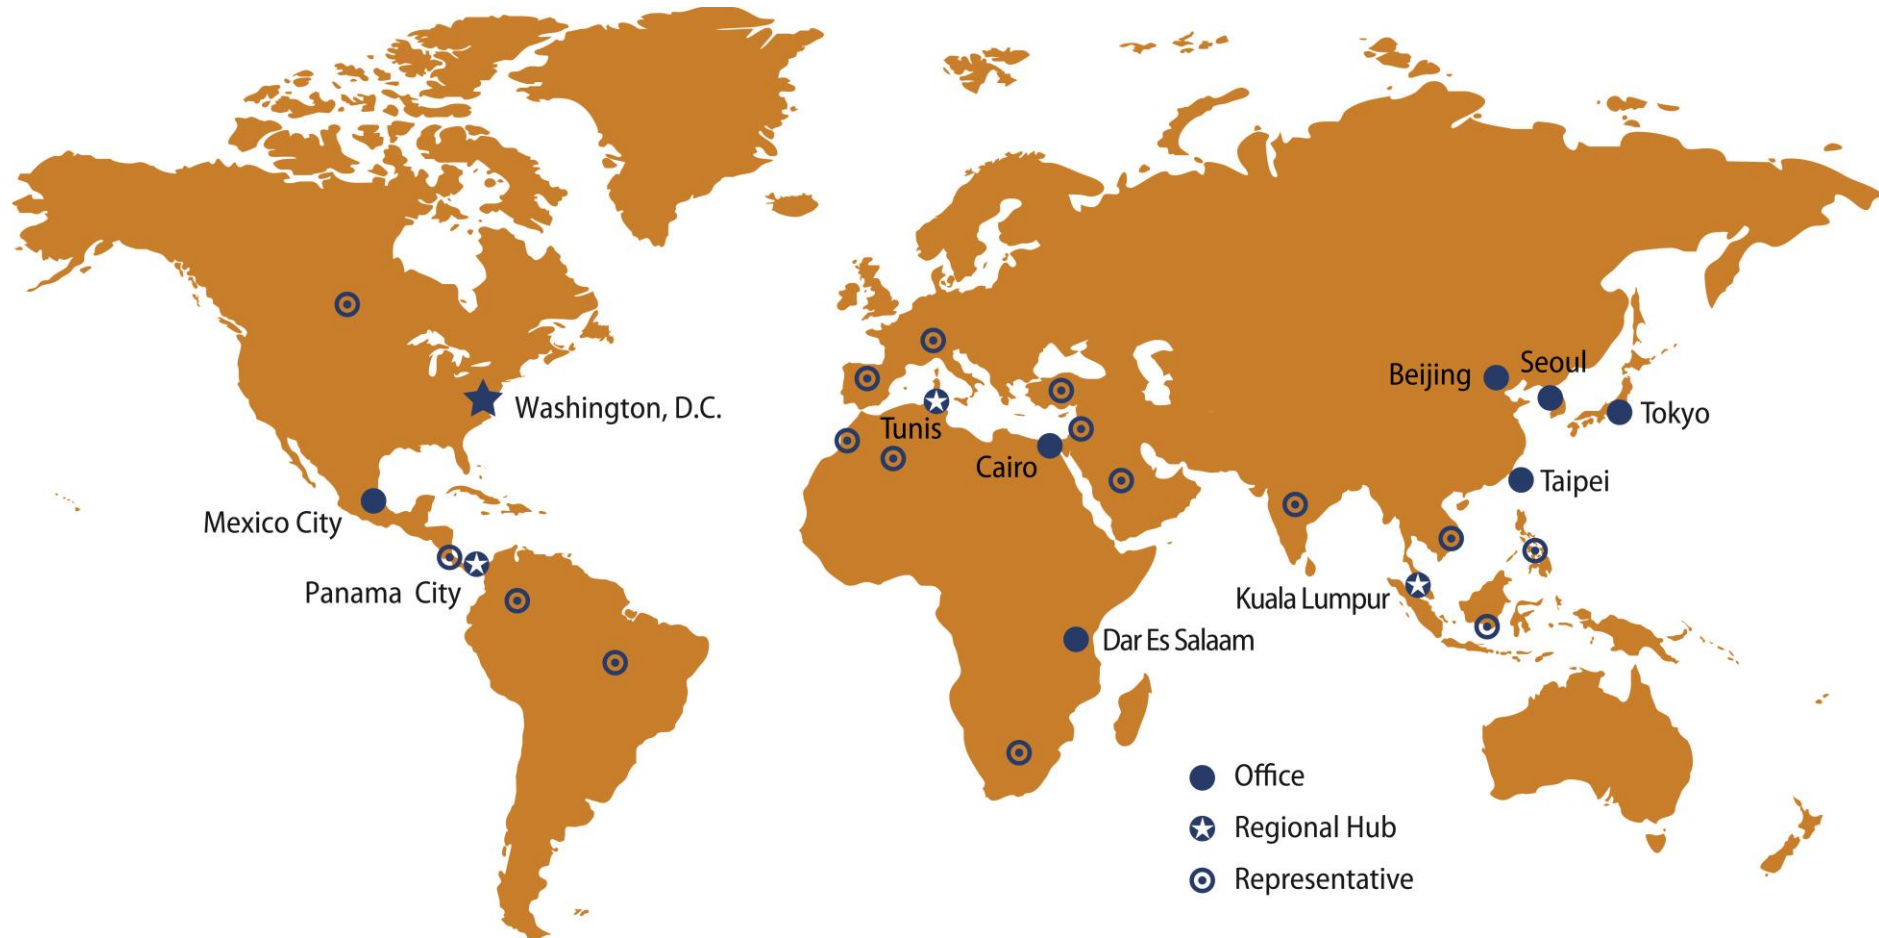 Seoul
Beijing
Washington, D.C.
Tokyo
Tunis
Cairo
Taipei
Mexico City
Panama City
Kuala Lumpur
Dar Es Salaam
Office
Regional Hub
Representative